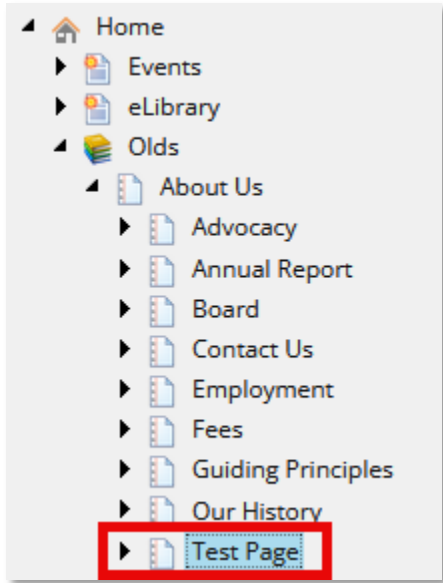 Home
Events
eLibrary
Olds
About Us
Advocacy
Annual Report
Board
Contact Us
Employment
Fees
Guiding Principles
Our History
Test Page